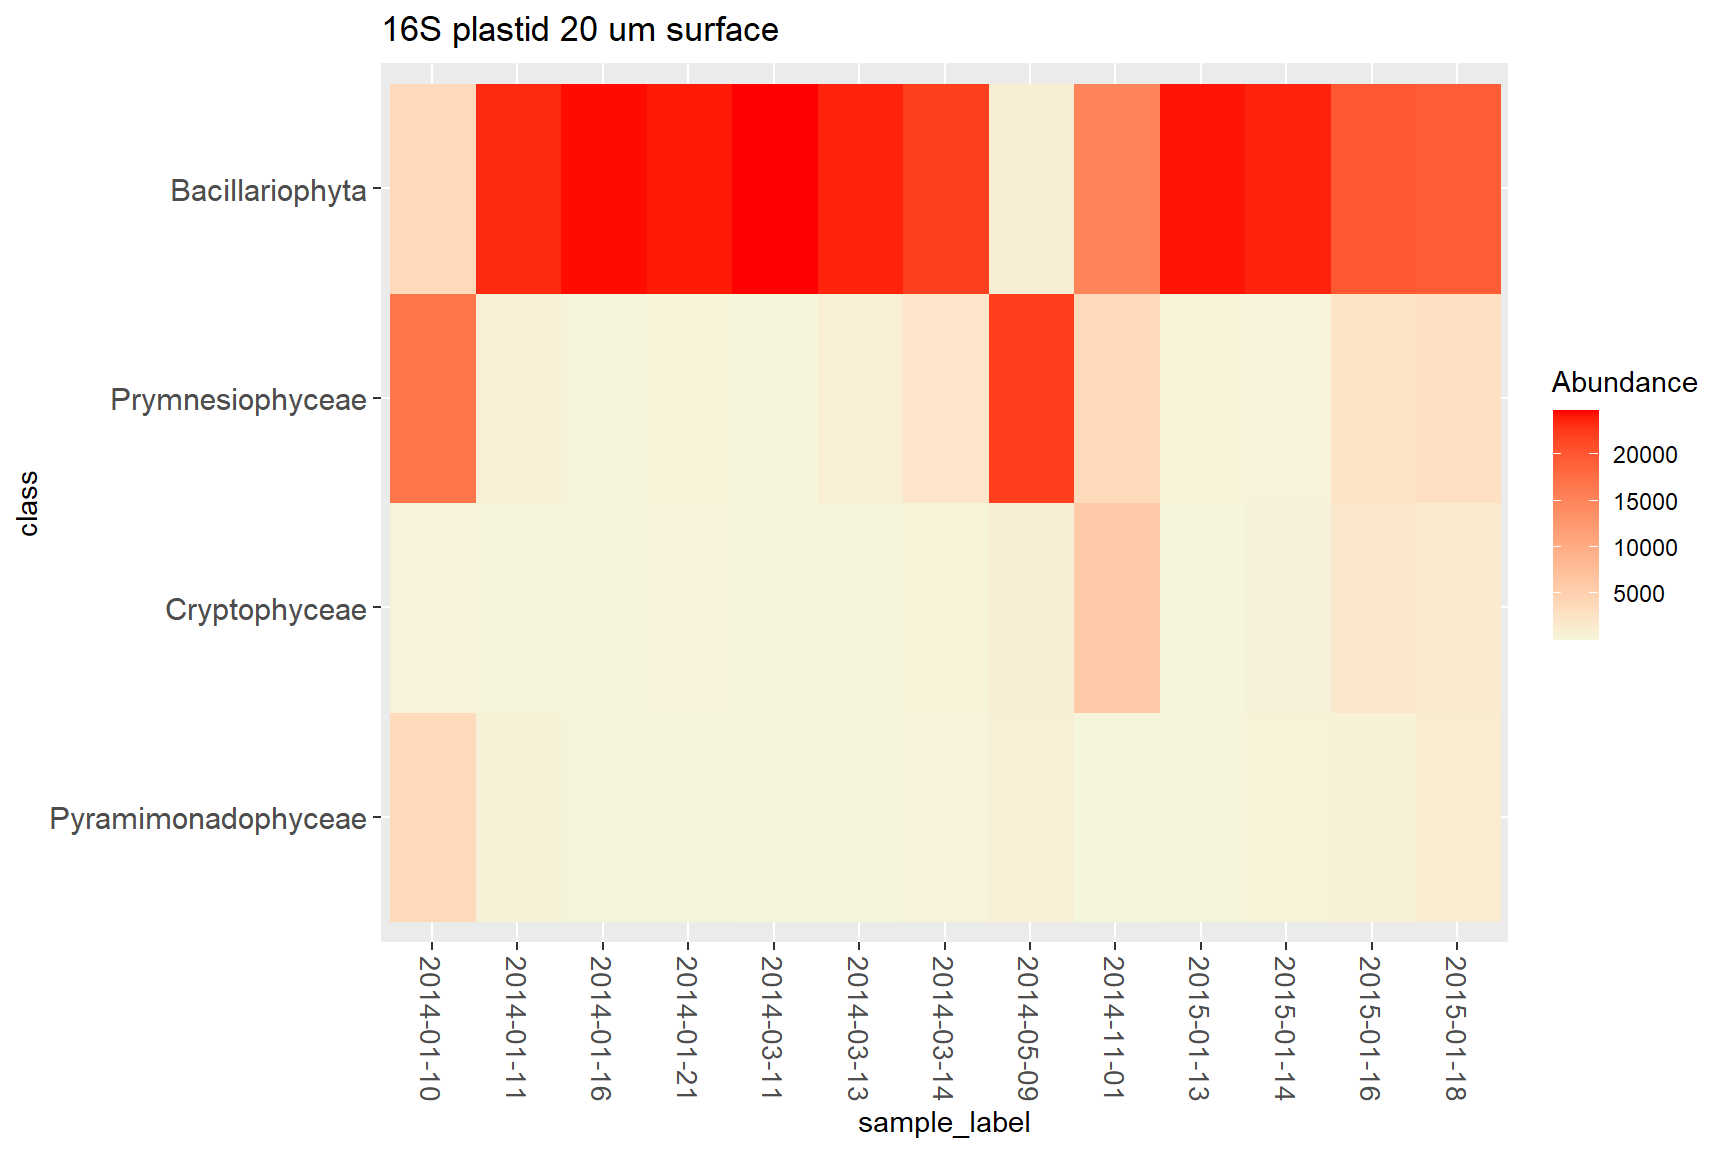 16S plastid 20 um surface
Bacillariophyta
Prymnesiophyceae
Cryptophyceae
Pyramimonadophyceae
class
Abundance
20000
15000
10000
5000
2014-01-10
2014-01-11
2014-01-16
2014-01-21
2014-03-11
2014-03-13
2014-03-14
2014-05-09
2014-11-01
2015-01-13
2015-01-14
2015-01-16
2015-01-18
sample_label